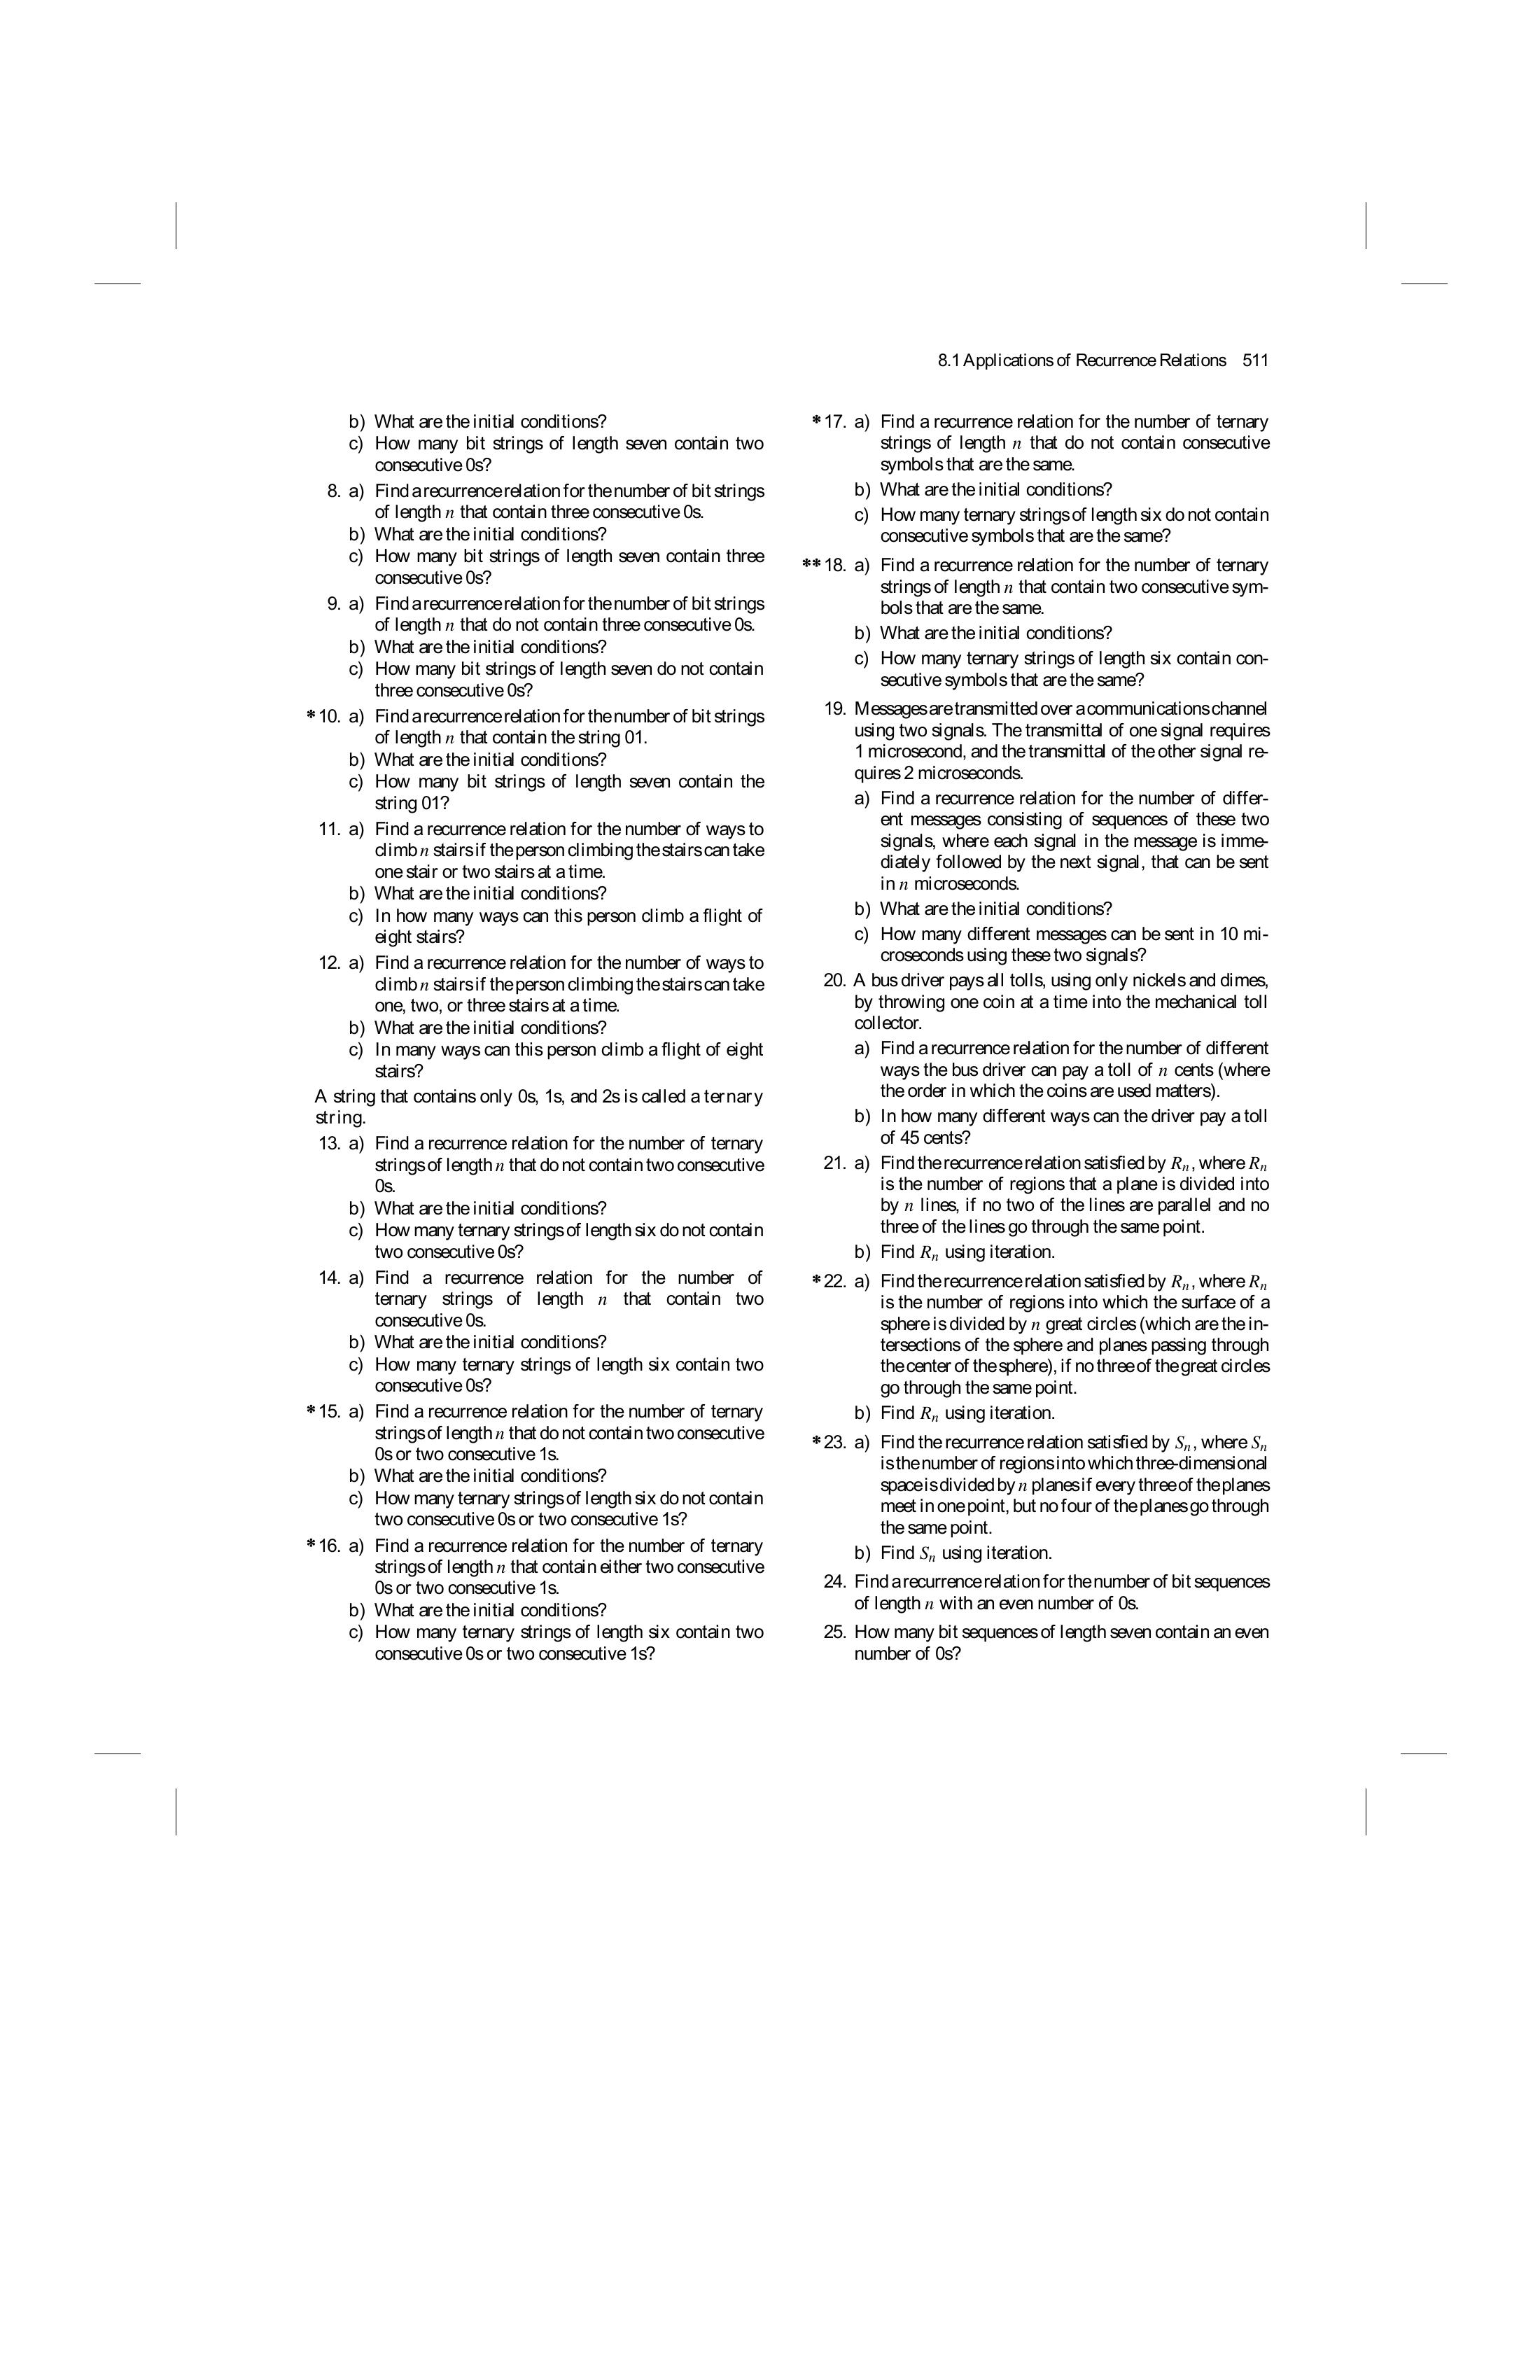 8.1 Applications of Recurrence Relations 511
b) What are the initial conditions?
c) How many bit strings of length seven contain two
consecutive 0s?
8. a) Find a recurrence relation for the number of bit strings
of length n that contain three consecutive 0s.
b) What are the initial conditions?
c) How many bit strings of length seven contain three
consecutive 0s?
9. a) Find a recurrence relation for the number of bit strings
of length n that do not contain three consecutive 0s.
b) What are the initial conditions?
c) How many bit strings of length seven do not contain
three consecutive 0s?
*10. a) Find a recurrence relation for the number of bit strings
of length n that contain the string 01.
b) What are the initial conditions?
c) How many bit strings of length seven contain the
string 01?
11. a) Find a recurrence relation for the number of ways to
climb n stairs if the person climbing the stairs can take
one stair or two stairs at a time.
b) What are the initial conditions?
c) In how many ways can this person climb a flight of
eight stairs?
12. a) Find a recurrence relation for the number of ways to
climb n stairs if the person climbing the stairs can take
one, two, or three stairs at a time.
b) What are the initial conditions?
c) In many ways can this person climb a flight of eight
stairs?
A string that contains only 0s, 1s, and 2s is called a ternary
string.
13. a) Find a recurrence relation for the number of ternary
strings of length n that do not contain two consecutive
0s.
b) What are the initial conditions?
c) How many ternary strings of length six do not contain
two consecutive 0s?
14. a) Find a recurrence relation for the number of
ternary strings of length n that contain two
consecutive 0s.
b) What are the initial conditions?
c) How many ternary strings of length six contain two
consecutive 0s?
*15. a) Find a recurrence relation for the number of ternary
strings of length n that do not contain two consecutive
0s or two consecutive 1s.
b) What are the initial conditions?
c) How many ternary strings of length six do not contain
two consecutive 0s or two consecutive 1s?
*16. a) Find a recurrence relation for the number of ternary
strings of length n that contain either two consecutive
0s or two consecutive 1s.
b) What are the initial conditions?
c) How many ternary strings of length six contain two
consecutive 0s or two consecutive 1s?
*17. a) Find a recurrence relation for the number of ternary
strings of length n that do not contain consecutive
symbols that are the same.
b) What are the initial conditions?
c) How many ternary strings of length six do not contain
consecutive symbols that are the same?
**18. a) Find a recurrence relation for the number of ternary
strings of length n that contain two consecutive sym-
bols that are the same.
b) What are the initial conditions?
c) How many ternary strings of length six contain con-
secutive symbols that are the same?
19. Messages are transmitted over a communications channel
using two signals. The transmittal of one signal requires
1 microsecond, and the transmittal of the other signal re-
quires 2 microseconds.
a) Find a recurrence relation for the number of differ-
ent messages consisting of sequences of these two
signals, where each signal in the message is imme-
diately followed by the next signal, that can be sent
in n microseconds.
b) What are the initial conditions?
c) How many different messages can be sent in 10 mi-
croseconds using these two signals?
20. A bus driver pays all tolls, using only nickels and dimes,
by throwing one coin at a time into the mechanical toll
collector.
a) Find a recurrence relation for the number of different
ways the bus driver can pay a toll of n cents (where
the order in which the coins are used matters).
b) In how many different ways can the driver pay a toll
of 45 cents?
21. a) Find the recurrence relation satisfied by Rn, where Rn
is the number of regions that a plane is divided into
by n lines, if no two of the lines are parallel and no
three of the lines go through the same point.
b) Find Rn using iteration.
*22. a) Find the recurrence relation satisfied by Rn, where Rn
is the number of regions into which the surface of a
sphere is divided by n great circles (which are the in-
tersections of the sphere and planes passing through
the center of the sphere), if no three of the great circles
go through the same point.
b) Find Rn using iteration.
*23. a) Find the recurrence relation satisfied by Sn, where Sn
is the number of regions into which three-dimensional
space is divided by n planes if every three of the planes
meet in one point, but no four of the planes go through
the same point.
b) Find Sn using iteration.
24. Find a recurrence relation for the number of bit sequences
of length n with an even number of 0s.
25. How many bit sequences of length seven contain an even
number of 0s?